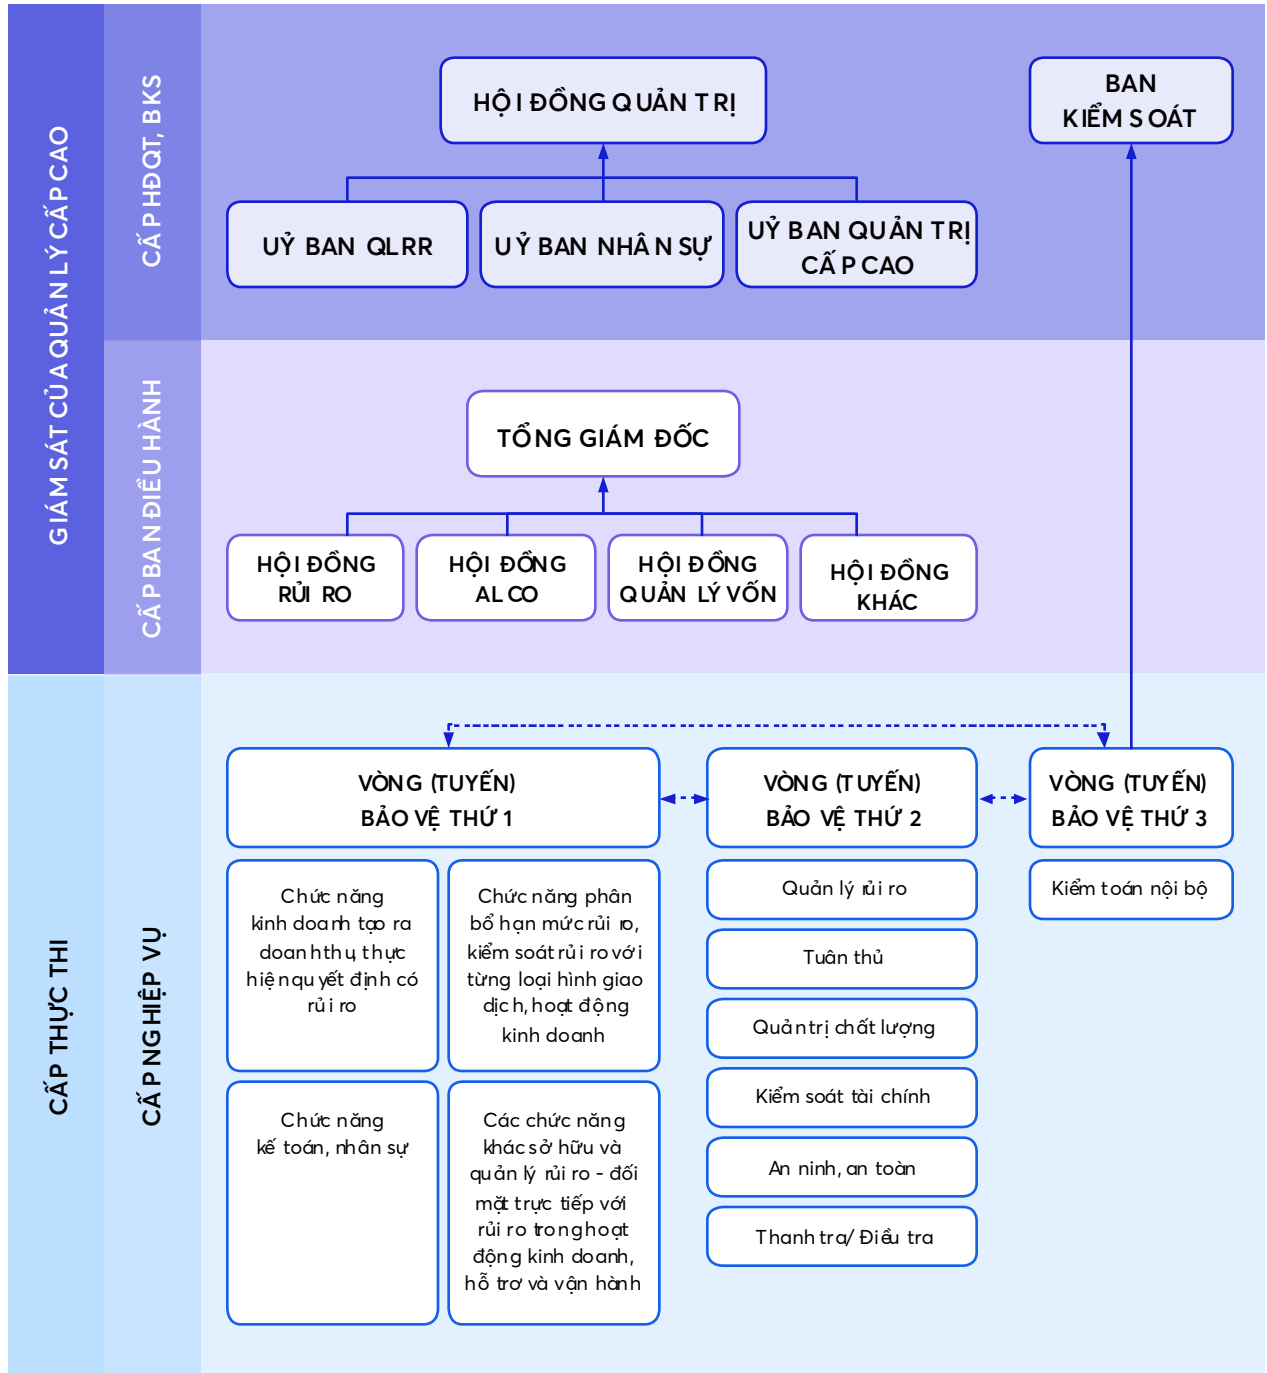 GIÁM SÁT CỦA QUẢN LÝ CẤP CAO
CẤP HĐQT, BKS
HỘI ĐỒNG QUẢN TRỊ
BAN
KIỂM SOÁT
UỶ BAN QLRR
UỶ BAN NHÂN SỰ
UỶ BAN QUẢN TRỊ
CẤP CAO
CẤP BAN ĐIỀU HÀNH
TỔNG GIÁM ĐỐC
HỘI ĐỒNG
RỦI RO
HỘI ĐỒNG
ALCO
HỘI ĐỒNG
QUẢN LÝ VỐN
HỘI ĐỒNG
KHÁC
CẤP THỰC THI
CẤP NGHIỆP VỤ
VÒNG (TUYẾN)
BẢO VỆ THỨ 1
VÒNG (TUYẾN)
BẢO VỆ THỨ 2
VÒNG (TUYẾN)
BẢO VỆ THỨ 3
Chức năng
kinh doanh tạo ra
doanh thu, thực
hiện quyết định có
rủi ro
Chức năng phân
bổ hạn mức rủi ro,
kiểm soát rủi ro với
từng loại hình giao
dịch, hoạt động
kinh doanh
Chức năng
kế toán, nhân sự
Các chức năng
khác sở hữu và
quản lý rủi ro - đối
mặt trực tiếp với
rủi ro trong hoạt
động kinh doanh,
hỗ trơ và vận hành
Quản lý rủi ro
Tuân thủ
Quản trị chất lượng
Kiểm soát tài chính
An ninh, an toàn
Thanh tra/ Điều tra
Kiểm toán nội bộ